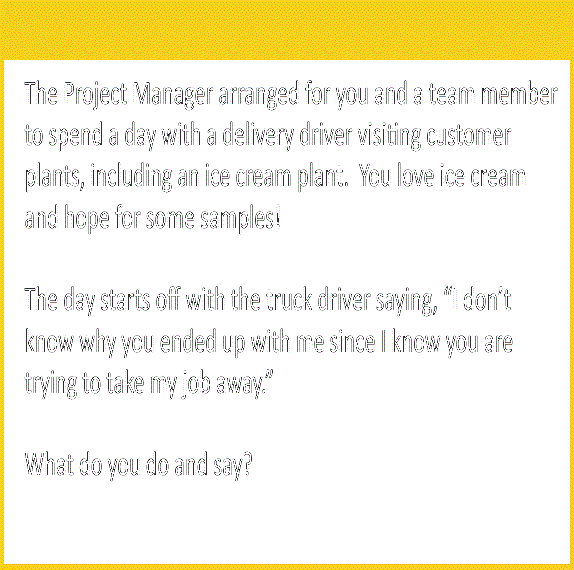 The Project Manager arranged for you and a team member
to spend a day with a delivery driver visiting customer
plants, including an ice cream plant.  You love ice cream
and hope for some samples!
The day starts off with the truck driver saying, “I don’t
know why you ended up with me since I know you are
trying to take my job away.”
What do you do and say?